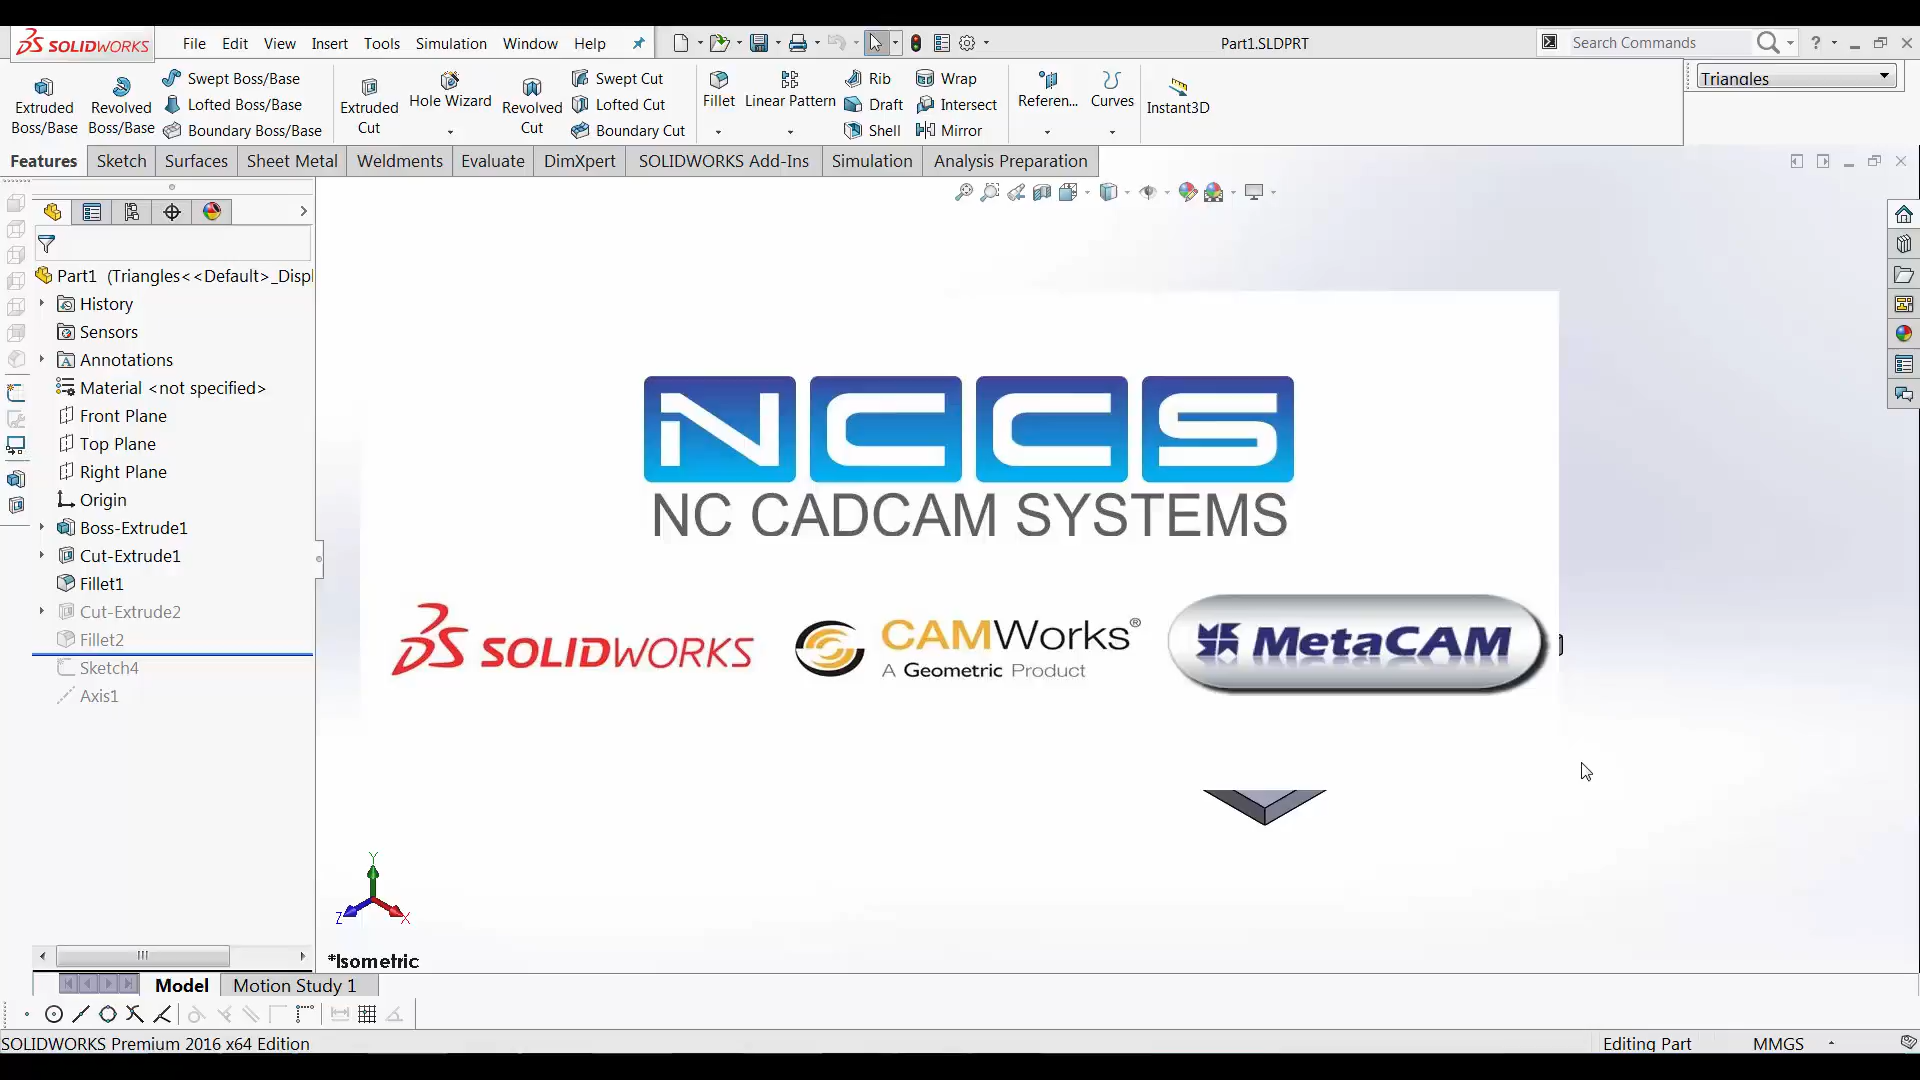 SOLIDWORKS File Edit View Insert Tools Simulation Window Help Part1.SLDPRT Search Commands ?
Triangles
Extruded Boss/Base
Revolved Boss/Base
Swept Boss/Base
Lofted Boss/Base
Boundary Boss/Base
Extruded Cut
Hole Wizard
Revolved Cut
Swept Cut
Lofted Cut
Boundary Cut
Fillet
Linear Pattern
Rib
Draft
Shell
Wrap
Intersect
Mirror
Referen...
Curves
Instant3D
Features Sketch Surfaces Sheet Metal Weldments Evaluate DimXpert SOLIDWORKS Add-Ins Simulation Analysis Preparation
Part1 (Triangles<<Default>_Displ
History
Sensors
Annotations
Material <not specified>
Front Plane
Top Plane
Right Plane
Origin
Boss-Extrude1
Cut-Extrude1
Fillet1
Cut-Extrude2
Fillet2
Sketch4
Axis1
NCCS
NC CADCAM SYSTEMS
SOLIDWORKS
CAMWorks®
A Geometric Product
MetaCAM
Y
Z X
*Isometric
Model Motion Study 1
SOLIDWORKS Premium 2016 x64 Edition Editing Part MMGS